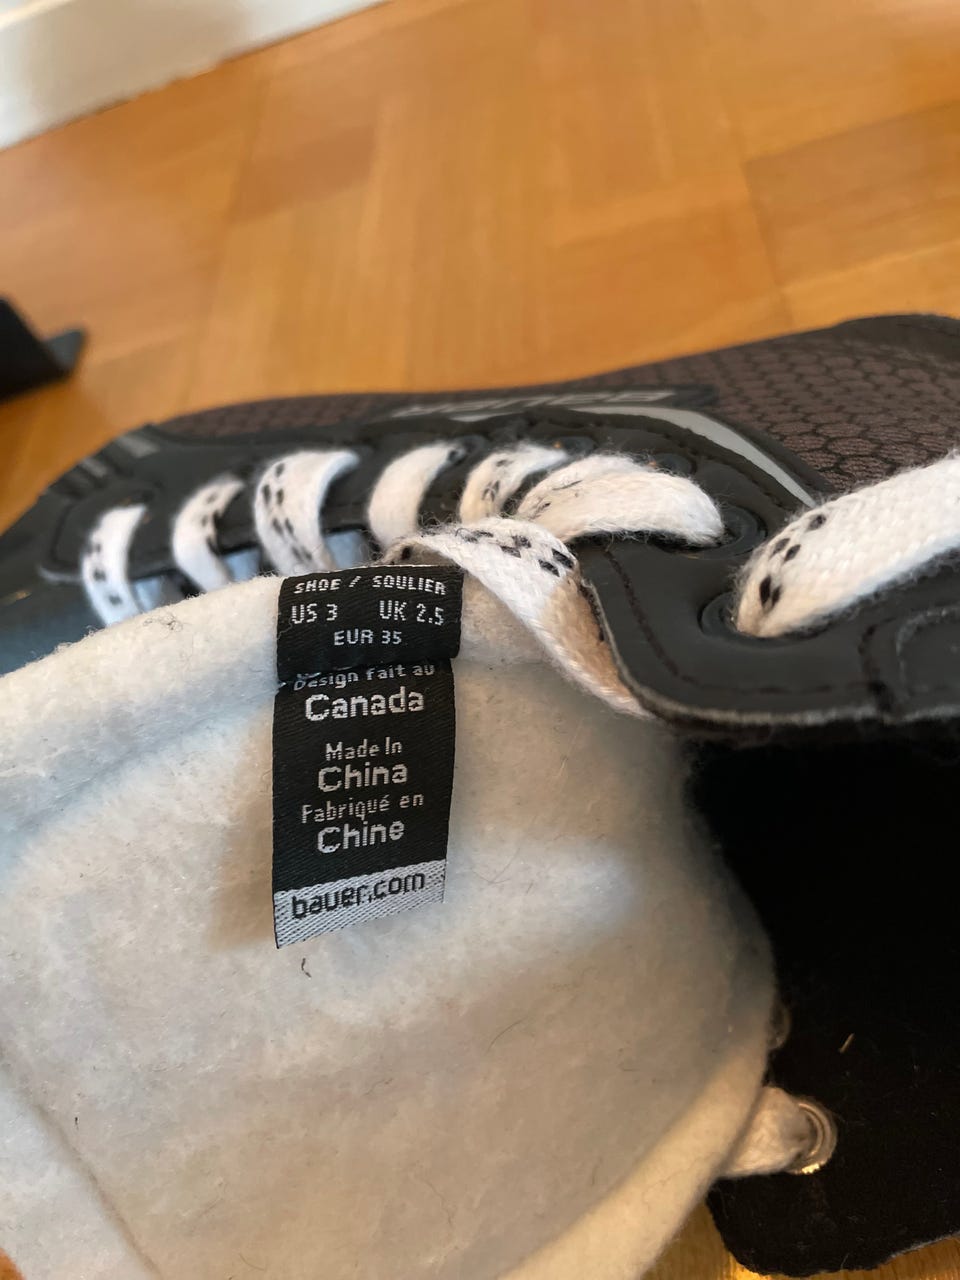 BAUER
SHOE / SOULIER
US 3 UK 2.5
EUR 35
Design fait au
Canada
Made In
China
Fabriqué en
Chine
bauer.com